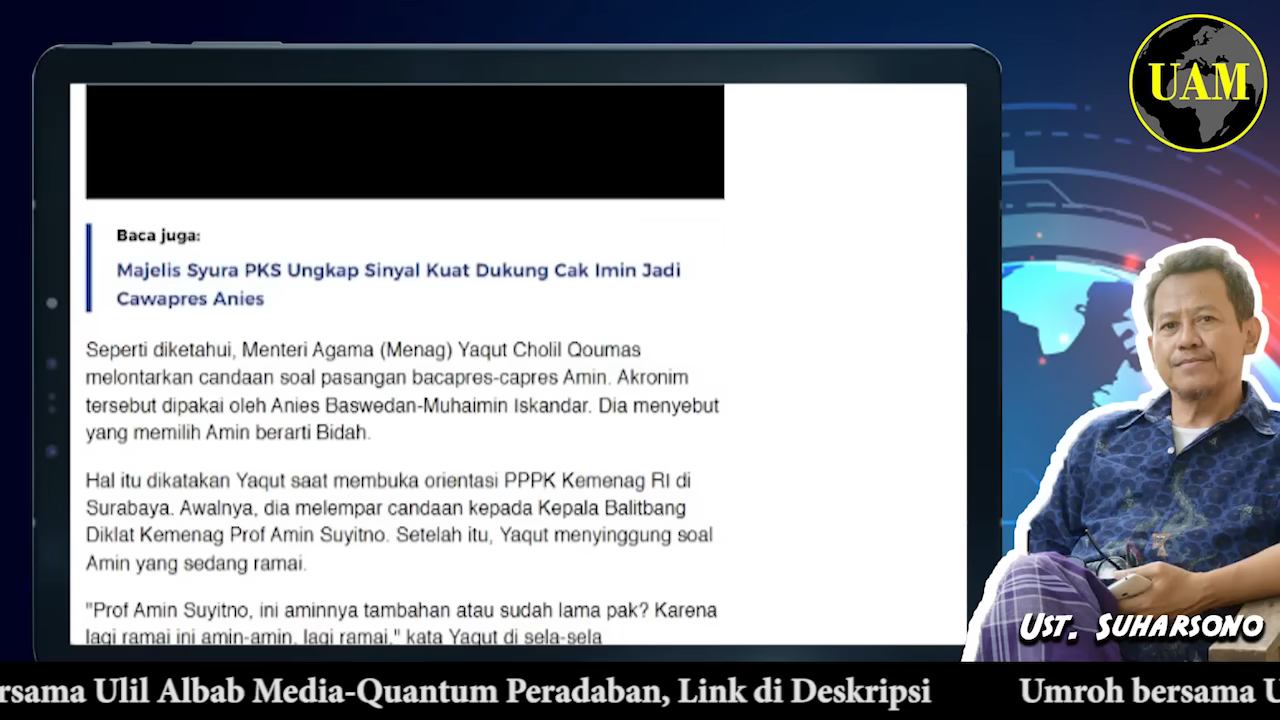 UAM
Baca juga:
Majelis Syura PKS Ungkap Sinyal Kuat Dukung Cak Imin Jadi
Cawapres Anies
Seperti diketahui, Menteri Agama (Menag) Yaqut Cholil Qoumas
melontarkan candaan soal pasangan bacapres-capres Amin. Akronim
tersebut dipakai oleh Anies Baswedan-Muhaimin Iskandar. Dia menyebut
yang memilih Amin berarti Bidah.
Hal itu dikatakan Yaqut saat membuka orientasi PPPK Kemenag RI di
Surabaya. Awalnya, dia melempar candaan kepada Kepala Balitbang
Diklat Kemenag Prof Amin Suyitno. Setelah itu, Yaqut menyinggung soal
Amin yang sedang ramai.
"Prof Amin Suyitno, ini aminnya tambahan atau sudah lama pak? Karena
lagi ramai ini amin-amin, lagi ramai," kata Yaqut di sela-sela
UST. SUHARSONO
rsama Ulil Albab Media-Quantum Peradaban, Link di Deskripsi Umroh bersama U